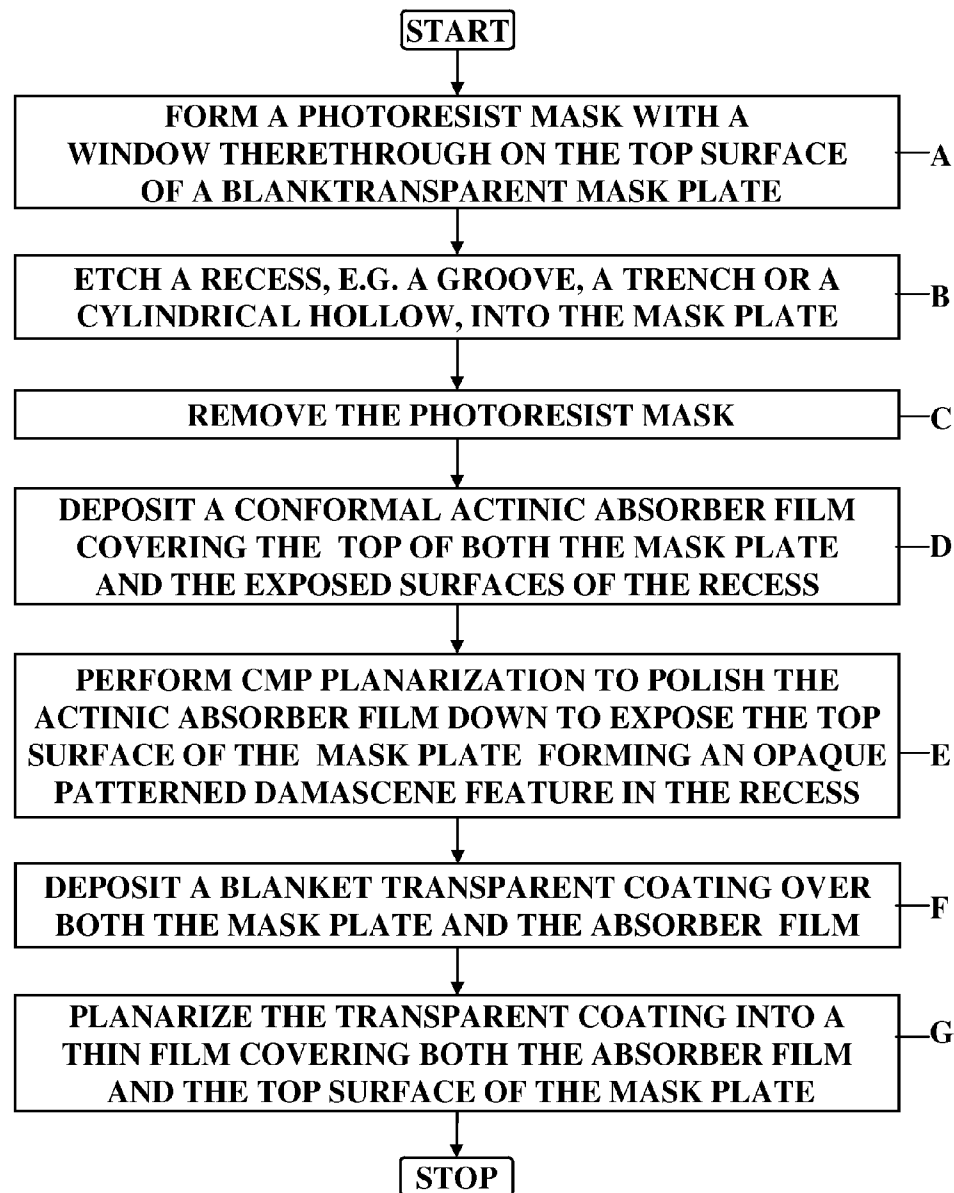 START
FORM A PHOTORESIST MASK WITH A
WINDOW THERETHROUGH ON THE TOP SURFACE
OF A BLANKTRANSPARENT MASK PLATE
A
ETCH A RECESS, E.G. A GROOVE, A TRENCH OR A
CYLINDRICAL HOLLOW, INTO THE MASK PLATE
B
REMOVE THE PHOTORESIST MASK
C
DEPOSIT A CONFORMAL ACTINIC ABSORBER FILM
COVERING THE TOP OF BOTH THE MASK PLATE
AND THE EXPOSED SURFACES OF THE RECESS
D
PERFORM CMP PLANARIZATION TO POLISH THE
ACTINIC ABSORBER FILM DOWN TO EXPOSE THE TOP
SURFACE OF THE MASK PLATE FORMING AN OPAQUE
PATTERNED DAMASCENE FEATURE IN THE RECESS
E
DEPOSIT A BLANKET TRANSPARENT COATING OVER
BOTH THE MASK PLATE AND THE ABSORBER FILM
F
PLANARIZE THE TRANSPARENT COATING INTO A
THIN FILM COVERING BOTH THE ABSORBER FILM
AND THE TOP SURFACE OF THE MASK PLATE
G
STOP